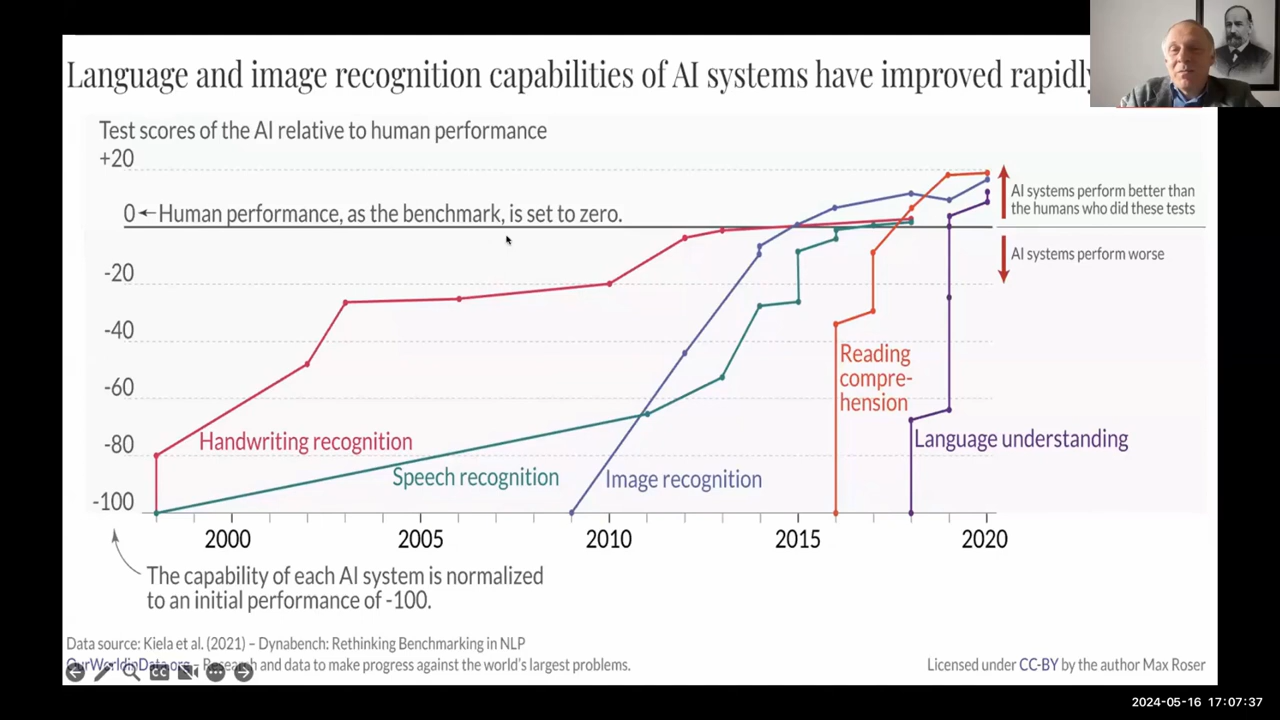 Language and image recognition capabilities of AI systems have improved rapidly
Test scores of the AI relative to human performance
+20
0 ←Human performance, as the benchmark, is set to zero.
-20
-40
-60
-80
-100
AI systems perform better than
the humans who did these tests
AI systems perform worse
Handwriting recognition
Speech recognition
Image recognition
Reading
compre-
hension
Language understanding
2000 2005 2010 2015 2020
The capability of each AI system is normalized
to an initial performance of -100.
Data source: Kiela et al. (2021) – Dynabench: Rethinking Benchmarking in NLP
OurWorldinData.org – Research and data to make progress against the world's largest problems.
CC
Licensed under CC-BY by the author Max Roser
2024-05-16 17:07:37